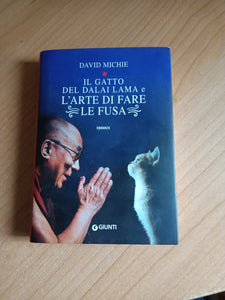 DAVID MICHIE
IL GATTO
DEL DALAI LAMA e
L'ARTE DI FARE
LE FUSA
ROMANZO
GIUNTI